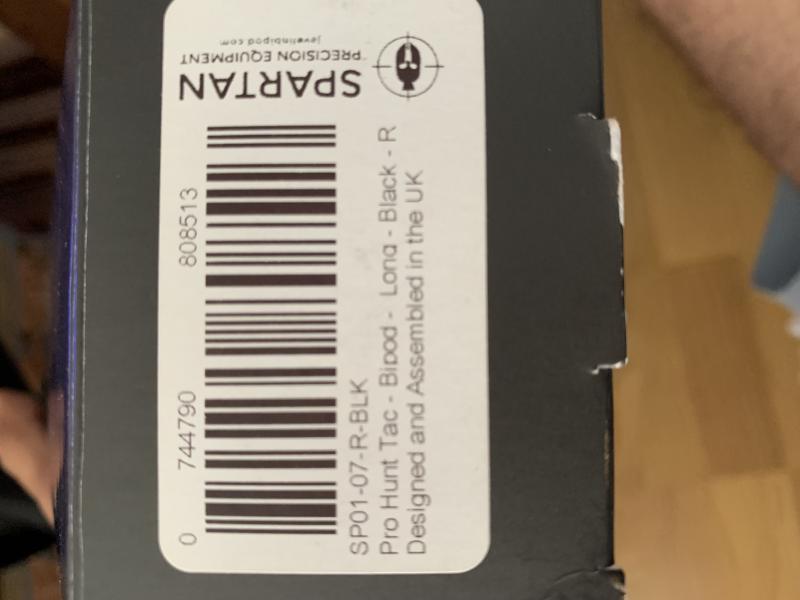 SPARTAN
PRECISION EQUIPMENT
javelinbipod.com
0 744790 808513
SP01-07-R-BLK
Pro Hunt Tac - Bipod - Long - Black - R
Designed and Assembled in the UK